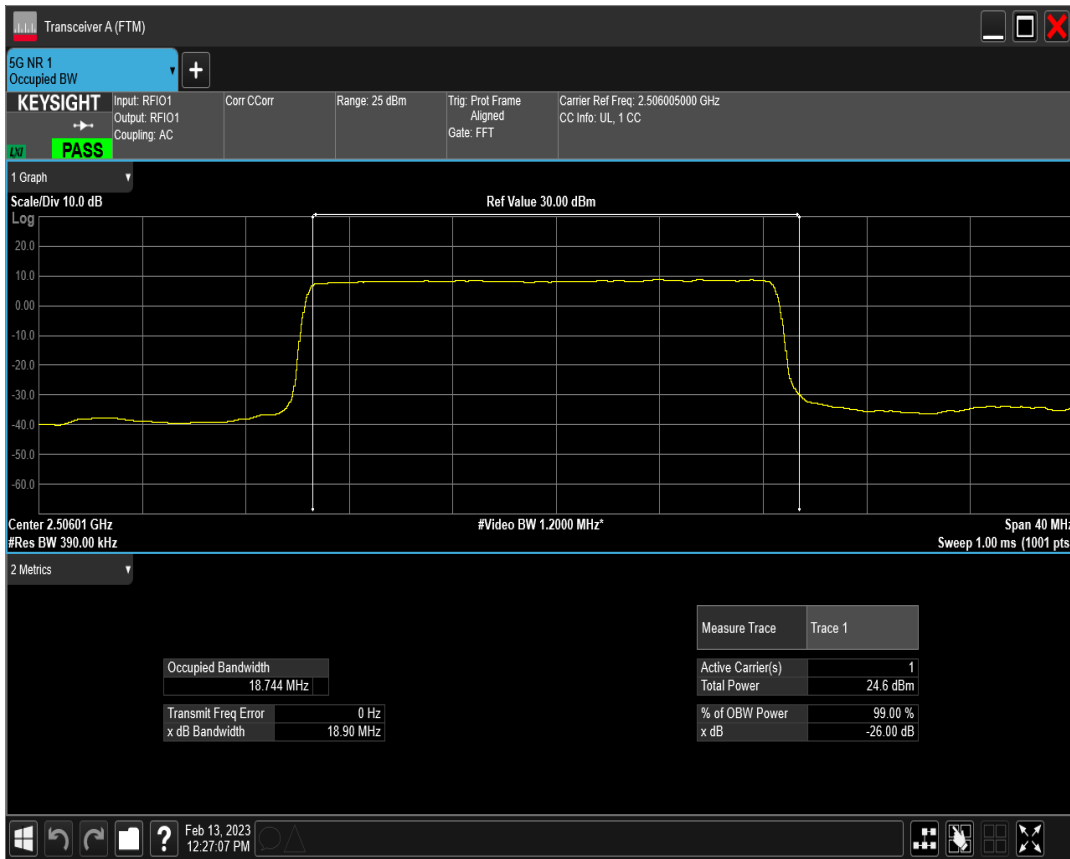 Transceiver A (FTM)
5G NR 1
Occupied BW
+
KEYSIGHT
LXI
PASS
Input: RFIO1
Output: RFIO1
Coupling: AC
Corr CCorr
Range: 25 dBm
Trig: Prot Frame
Aligned
Gate: FFT
Carrier Ref Freq: 2.506005000 GHz
CC Info: UL, 1 CC
1 Graph
Scale/Div 10.0 dB
Ref Value 30.00 dBm
Log
20.0
10.0
0.00
-10.0
-20.0
-30.0
-40.0
-50.0
-60.0
Center 2.50601 GHz
#Video BW 1.2000 MHz*
Span 40 MHz
#Res BW 390.00 kHz
Sweep 1.00 ms (1001 pts
2 Metrics
Measure Trace Trace 1
Occupied Bandwidth
18.744 MHz
Transmit Freq Error 0 Hz
x dB Bandwidth 18.90 MHz
Active Carrier(s) 1
Total Power 24.6 dBm
% of OBW Power 99.00 %
x dB -26.00 dB
?
Feb 13, 2023
12:27:07 PM